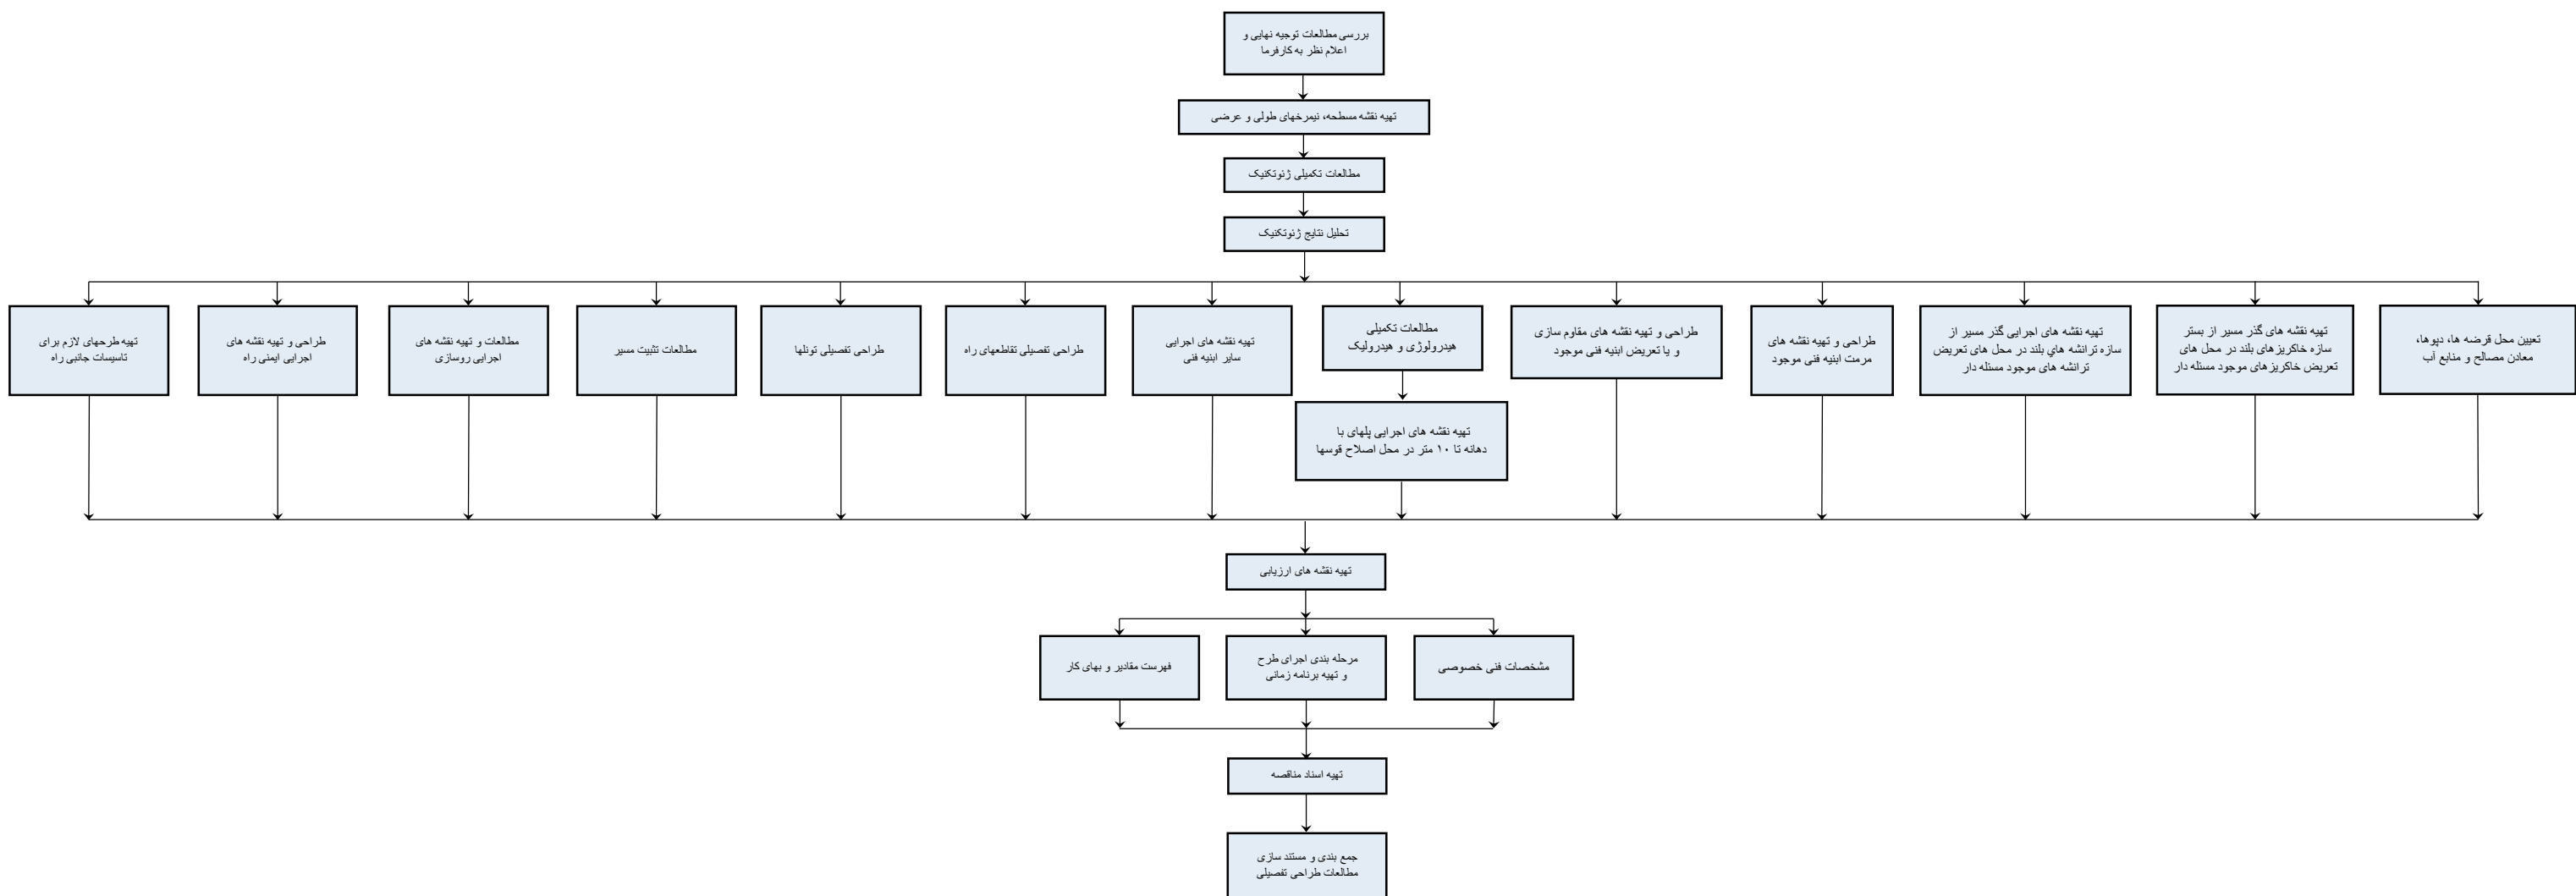 بررسی مطالعات توجیه نهایی و
اعلام نظر به کارفرما
تهیه نقشه مسطحه، نیمرخهای طولی و عرضی
مطالعات تکمیلی ژئوتکنیک
تحلیل نتایج ژئوتکنیک
تعیین محل قرضه ها، دپوها،
معادن مصالح و منابع آب
تهیه نقشه های گذر مسیر از بستر
سازه خاکریزهای بلند در محل های
تعریض خاکریزهای موجود مسئله دار
تهیه نقشه های اجرایی گذر مسیر از
سازه ترانشه هاي بلند در محل های تعریض
ترانشه های موجود مسئله دار
طراحی و تهیه نقشه های
مرمت ابنیه فنی موجود
طراحی و تهیه نقشه های مقاوم سازی
و یا تعریض ابنیه فنی موجود
مطالعات تکمیلی
هیدرولوژی و هیدرولیک
تهیه نقشه های اجرایی پلهای با
دهانه تا ۱۰ متر در محل اصلاح قوسها
تهیه نقشه های اجرایی
سایر ابنیه فنی
طراحی تفصیلی تقاطعهای راه
طراحی تفصیلی تونلها
مطالعات تثبیت مسیر
مطالعات و تهیه نقشه های
اجرایی روسازی
طراحی و تهیه نقشه های
اجرایی ایمنی راه
تهیه طرحهای لازم برای
تاسیسات جانبی راه
تهیه نقشه های ارزیابی
مشخصات فنی خصوصی
مرحله بندی اجرای طرح
و تهیه برنامه زمانی
فهرست مقادیر و بهای کار
تهیه اسناد مناقصه
جمع بندی و مستند سازی
مطالعات طراحی تفصیلی